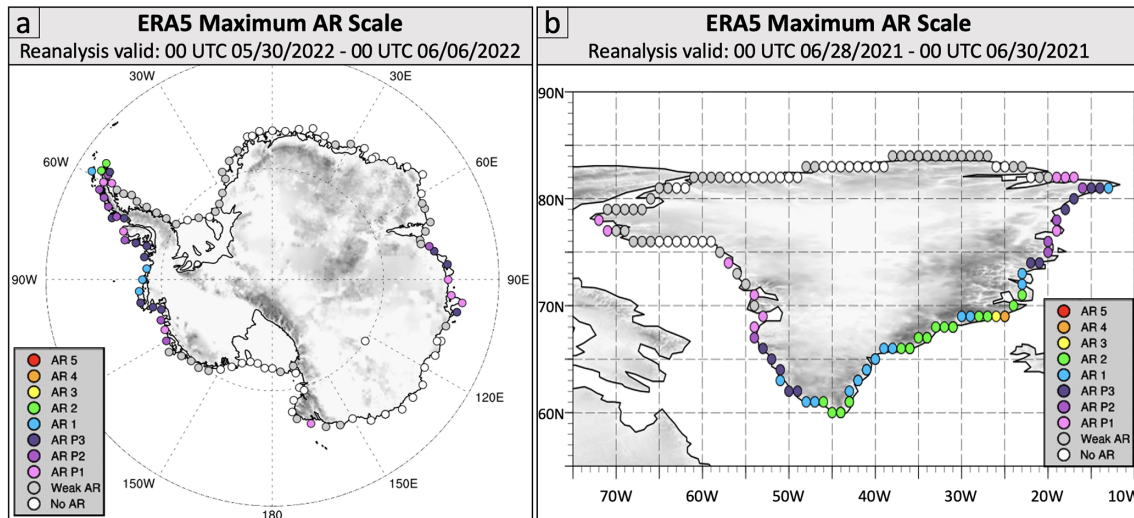 a
ERA5 Maximum AR Scale
Reanalysis valid: 00 UTC 05/30/2022 - 00 UTC 06/06/2022
30W
30E
60W
60E
90W
90E
120E
150W
150E
180
AR 5
AR 4
AR 3
AR 2
AR 1
AR P3
AR P2
AR P1
Weak AR
No AR
b
ERA5 Maximum AR Scale
Reanalysis valid: 00 UTC 06/28/2021 - 00 UTC 06/30/2021
90N
80N
70N
60N
70W
60W
50W
40W
30W
20W
10W
AR 5
AR 4
AR 3
AR 2
AR 1
AR P3
AR P2
AR P1
Weak AR
No AR